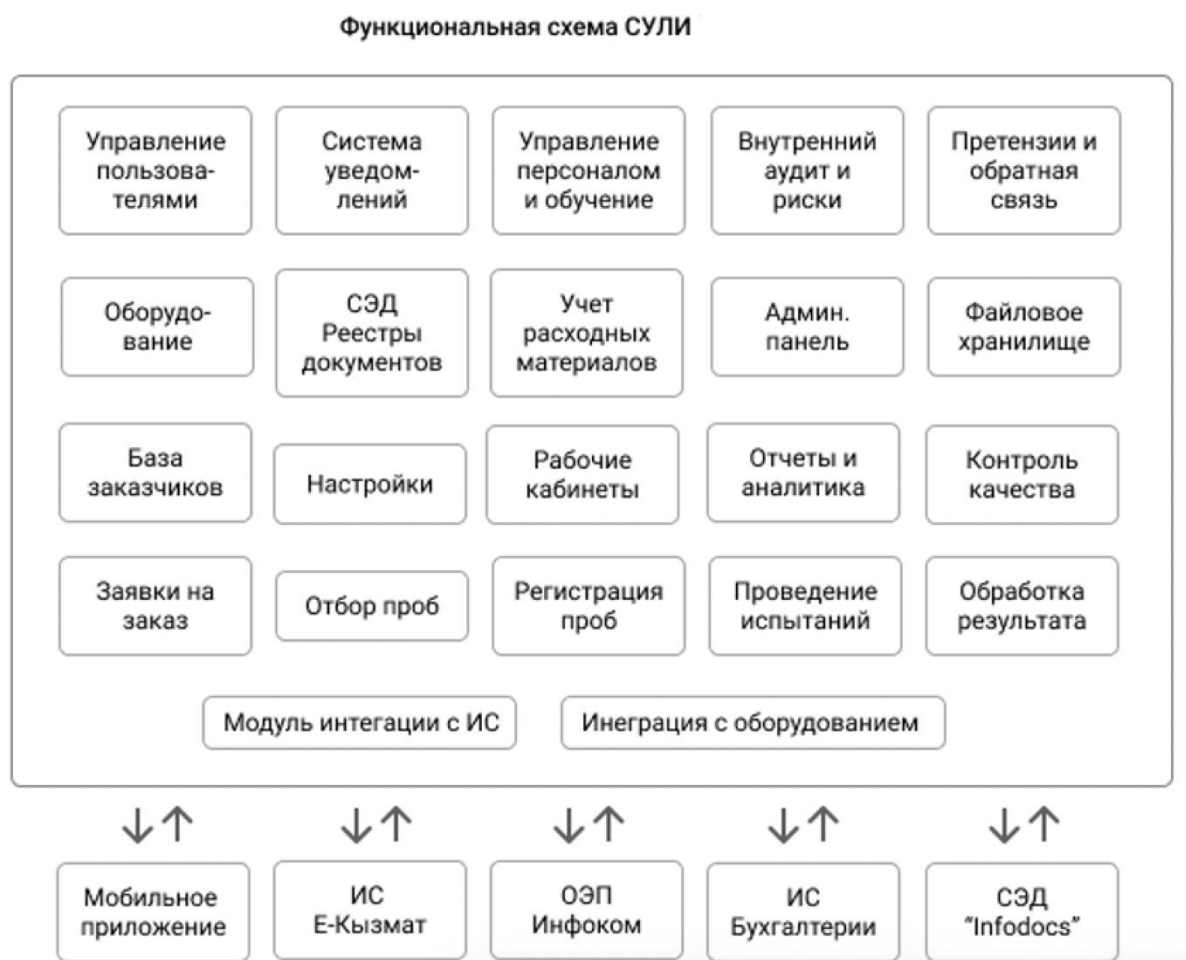 Функциональная схема СУЛИ
Управление
пользова-
телями
Система
уведом-
лений
Управление
персоналом
и обучение
Внутренний
аудит и
риски
Претензии и
обратная
связь
Оборудо-
вание
СЭД
Реестры
документов
Учет
расходных
материалов
Админ.
панель
Файловое
хранилище
База
заказчиков
Настройки
Рабочие
кабинеты
Отчеты и
аналитика
Контроль
качества
Заявки на
заказ
Отбор проб
Регистрация
проб
Проведение
испытаний
Обработка
результата
Модуль интегации с ИС
Инеграция с оборудованием
Мобильное
приложение
ИС
Е-Кызмат
ОЭП
Инфоком
ИС
Бухгалтерии
СЭД
“Infodocs”